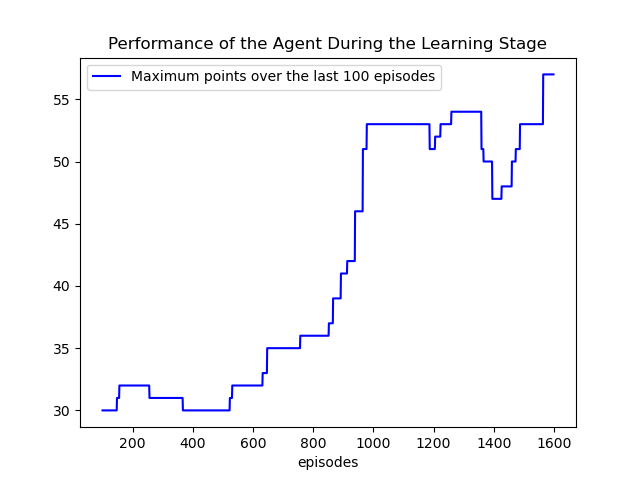 Performance of the Agent During the Learning Stage
Maximum points over the last 100 episodes
55
50
45
40
35
30
200 400 600 800 1000 1200 1400 1600
episodes